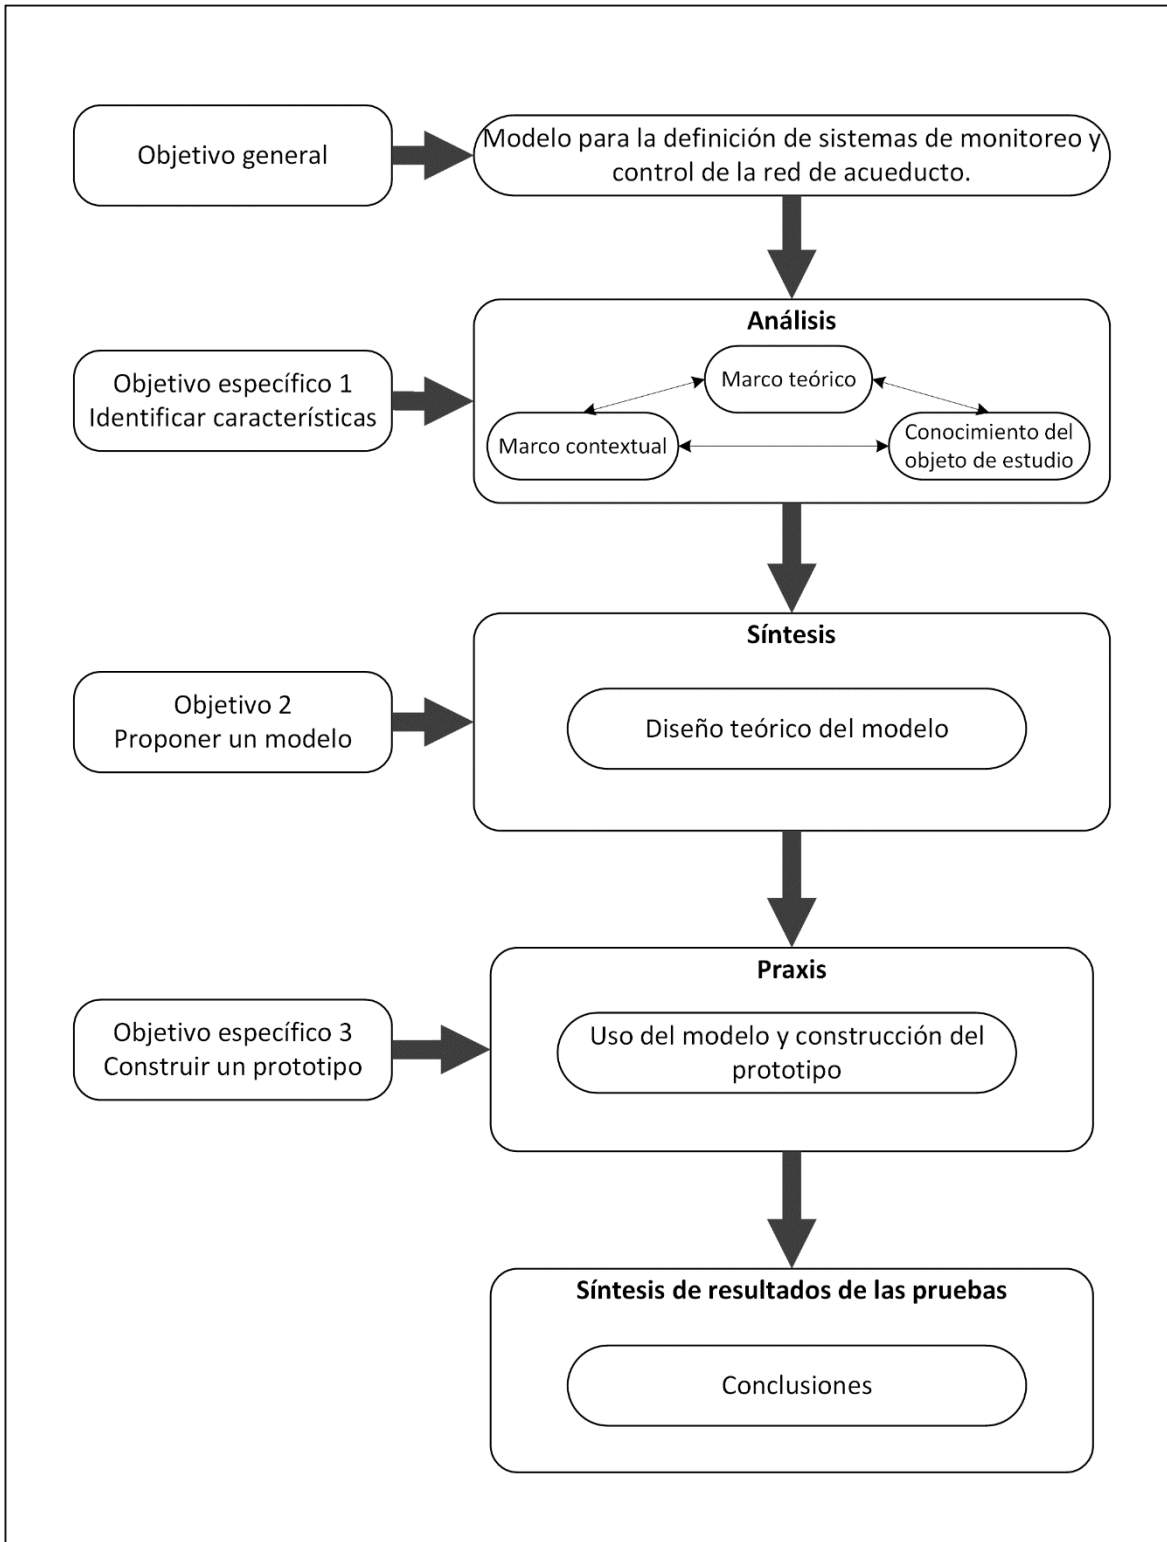 Objetivo general
Modelo para la definición de sistemas de monitoreo y
control de la red de acueducto.
Análisis
Marco teórico
Objetivo específico 1
Identificar características
Marco contextual
Conocimiento del
objeto de estudio
Síntesis
Objetivo 2
Proponer un modelo
Diseño teórico del modelo
Praxis
Objetivo específico 3
Construir un prototipo
Uso del modelo y construcción del
prototipo
Síntesis de resultados de las pruebas
Conclusiones